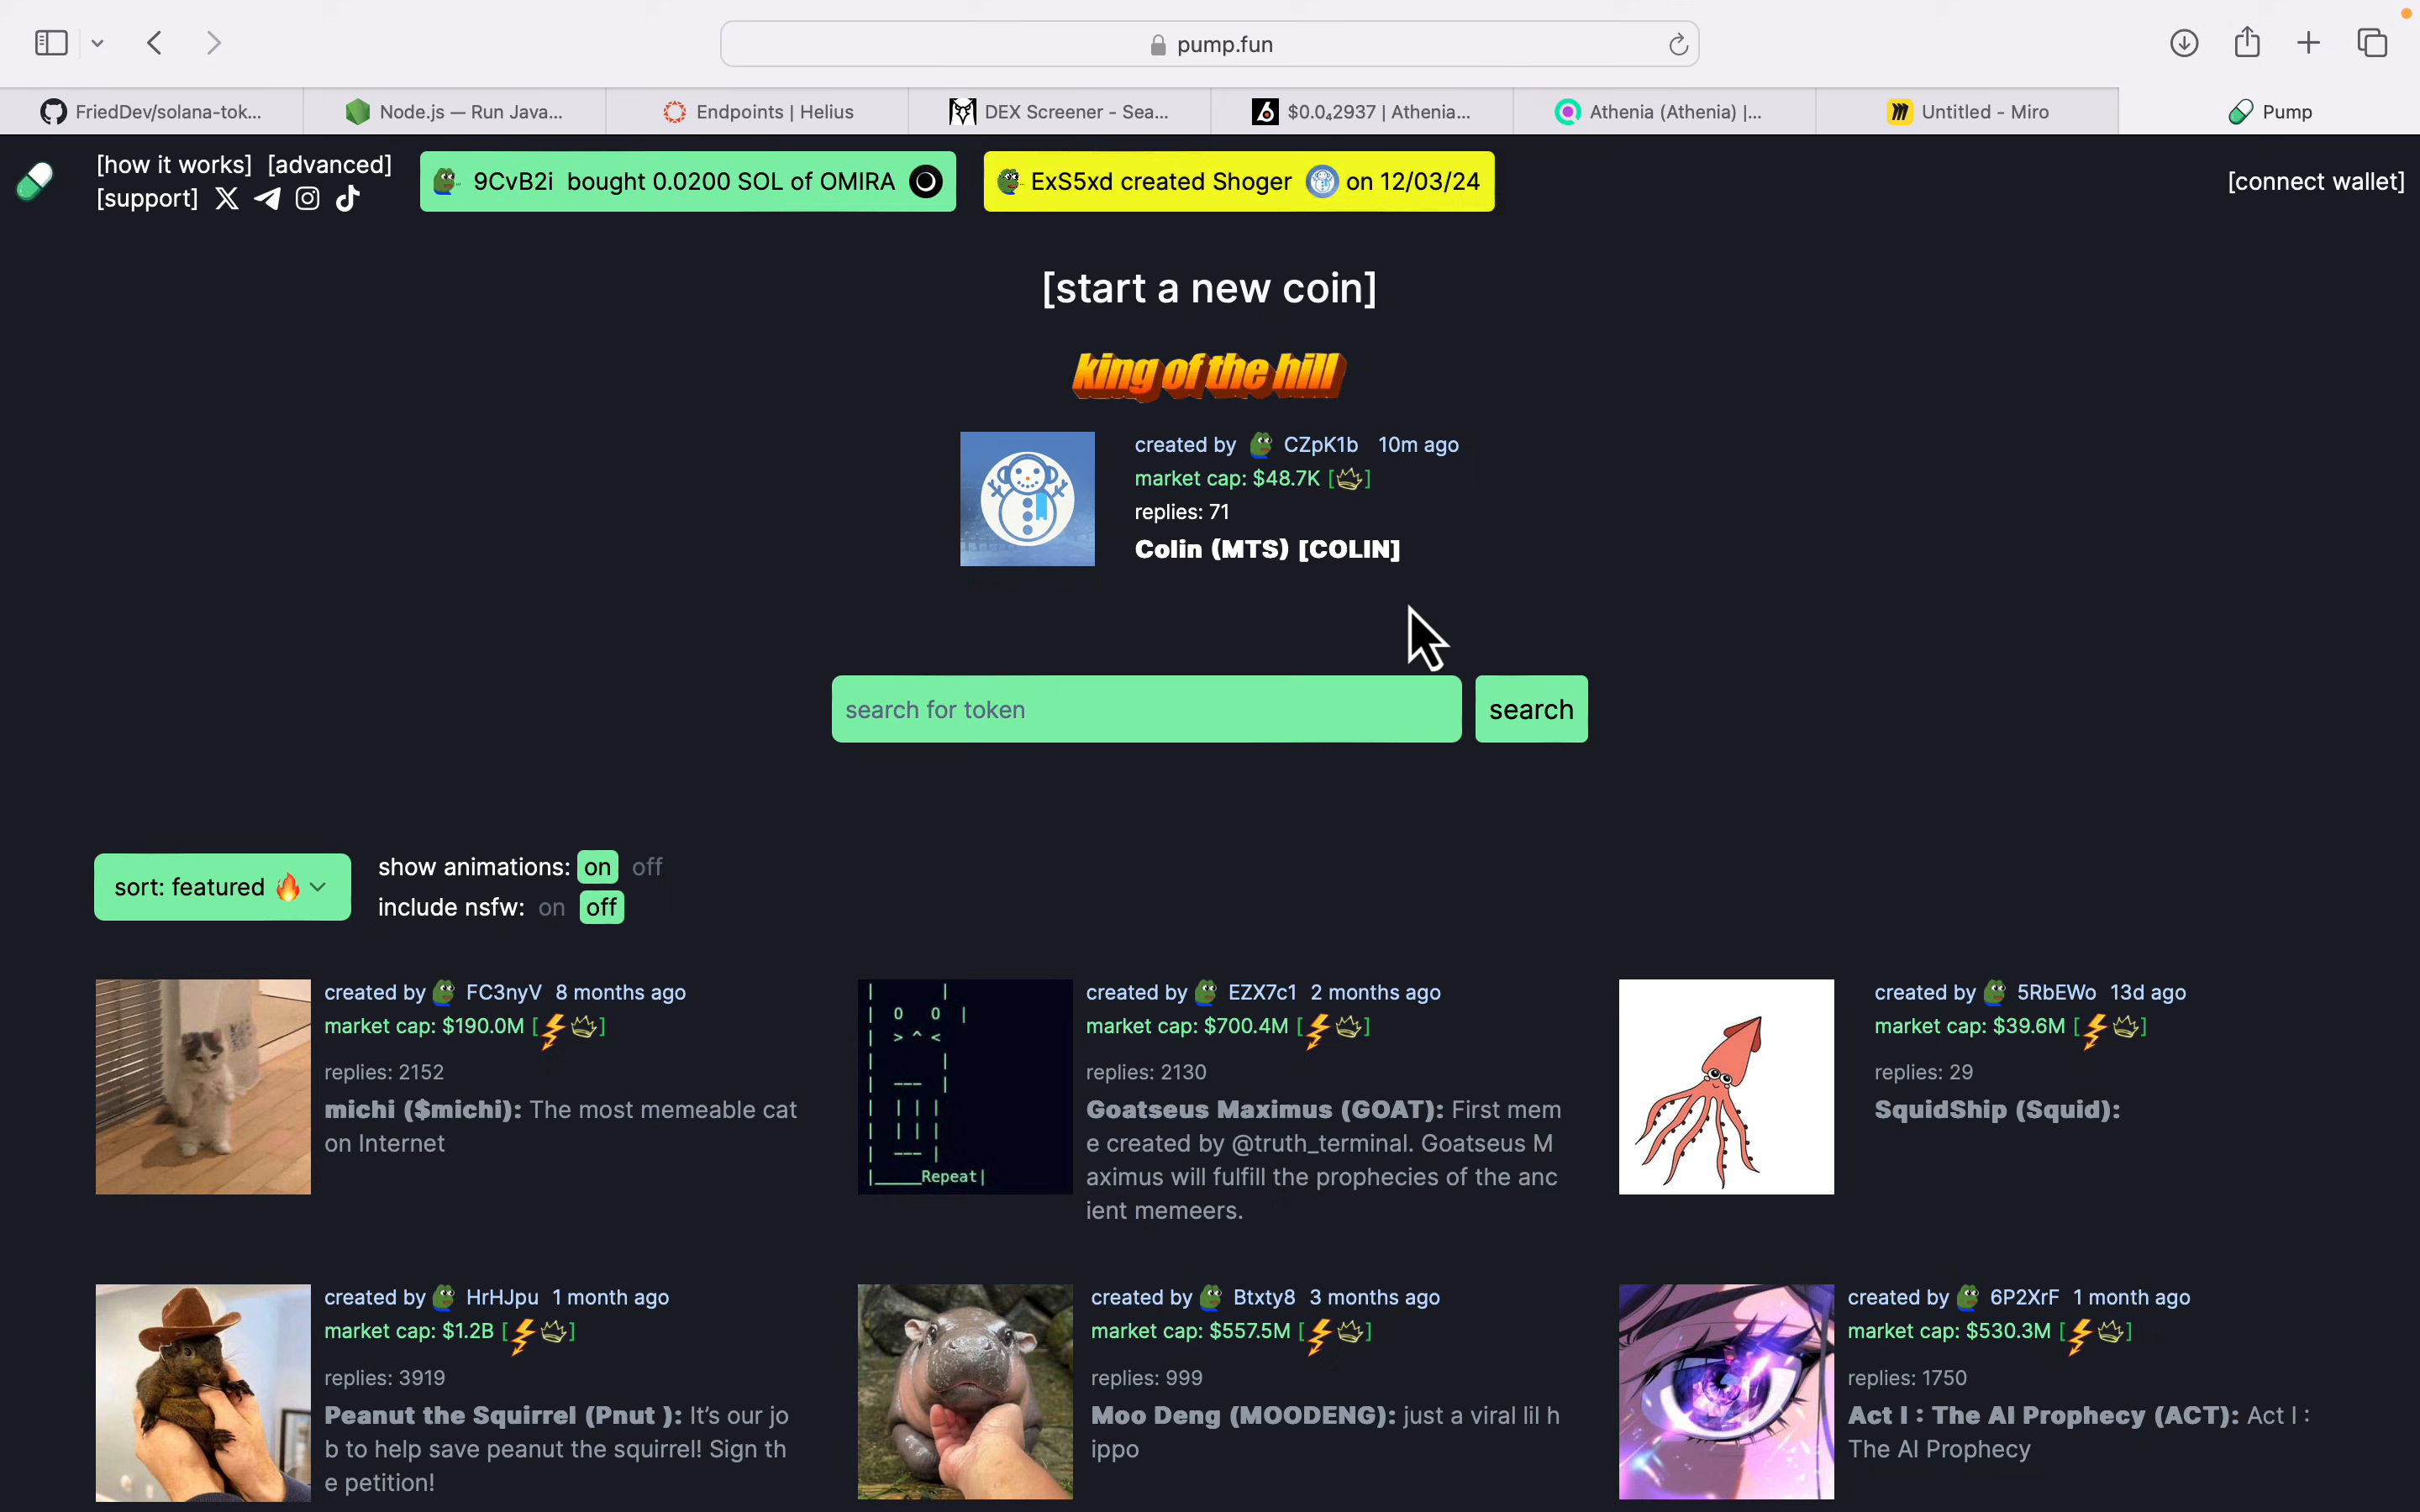 pump.fun
FriedDev/solana-tok...
Node.js — Run Java...
Endpoints | Helius
DEX Screener - Sea...
$0.0₄2937 | Athenia...
Athenia (Athenia) |...
Untitled - Miro
Pump
[how it works] [advanced]
[support]
9CvB2i bought 0.0200 SOL of OMIRA
ExS5xd created Shoger on 12/03/24
[connect wallet]
[start a new coin]
king of the hill
created by CZpK1b 10m ago
market cap: $48.7K [ ]
replies: 71
Colin (MTS) [COLIN]
search for token
search
sort: featured
show animations: on off
include nsfw: on off
created by FC3nyV 8 months ago
market cap: $190.0M [ ]
replies: 2152
michi ($michi): The most memeable cat
on Internet
| |
| 0 0 |
| > ^ < 
| |
| --- |
| | | |
| | | |
| --- |
|_____Repeat|
created by EZX7c1 2 months ago
market cap: $700.4M [ ]
replies: 2130
Goatseus Maximus (GOAT): First mem
e created by @truth_terminal. Goatseus M
aximus will fulfill the prophecies of the anc
ient memeers.
created by 5RbEWo 13d ago
market cap: $39.6M [ ]
replies: 29
SquidShip (Squid):
created by HrHJpu 1 month ago
market cap: $1.2B [ ]
replies: 3919
Peanut the Squirrel (Pnut ): It's our jo
b to help save peanut the squirrel! Sign th
e petition!
created by Btxty8 3 months ago
market cap: $557.5M [ ]
replies: 999
Moo Deng (MOODENG): just a viral lil h
ippo
created by 6P2XrF 1 month ago
market cap: $530.3M [ ]
replies: 1750
Act I : The AI Prophecy (ACT): Act I :
The AI Prophecy